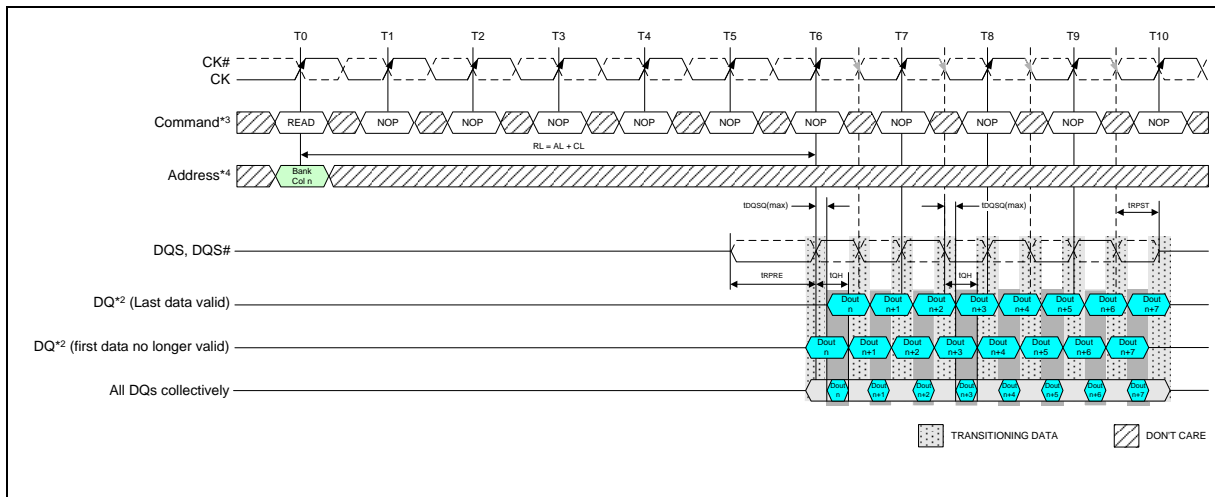 T0 T1 T2 T3 T4 T5 T6 T7 T8 T9 T10
CK#
CK
Command*3 READ NOP NOP NOP NOP NOP NOP NOP NOP NOP NOP
RL = AL + CL
Address*4 Bank
Col n
tDQSQ(max) tDQSQ(max) tRPST
DQS, DQS#
tRPRE tQH tQH
DQ*2 (Last data valid) Dout Dout Dout Dout Dout Dout Dout Dout
n n+1 n+2 n+3 n+4 n+5 n+6 n+7
DQ*2 (first data no longer valid) Dout Dout Dout Dout Dout Dout Dout Dout
n n+1 n+2 n+3 n+4 n+5 n+6 n+7
All DQs collectively Dout Dout Dout Dout Dout Dout Dout Dout
n n+1 n+2 n+3 n+4 n+5 n+6 n+7
TRANSITIONING DATA DON'T CARE